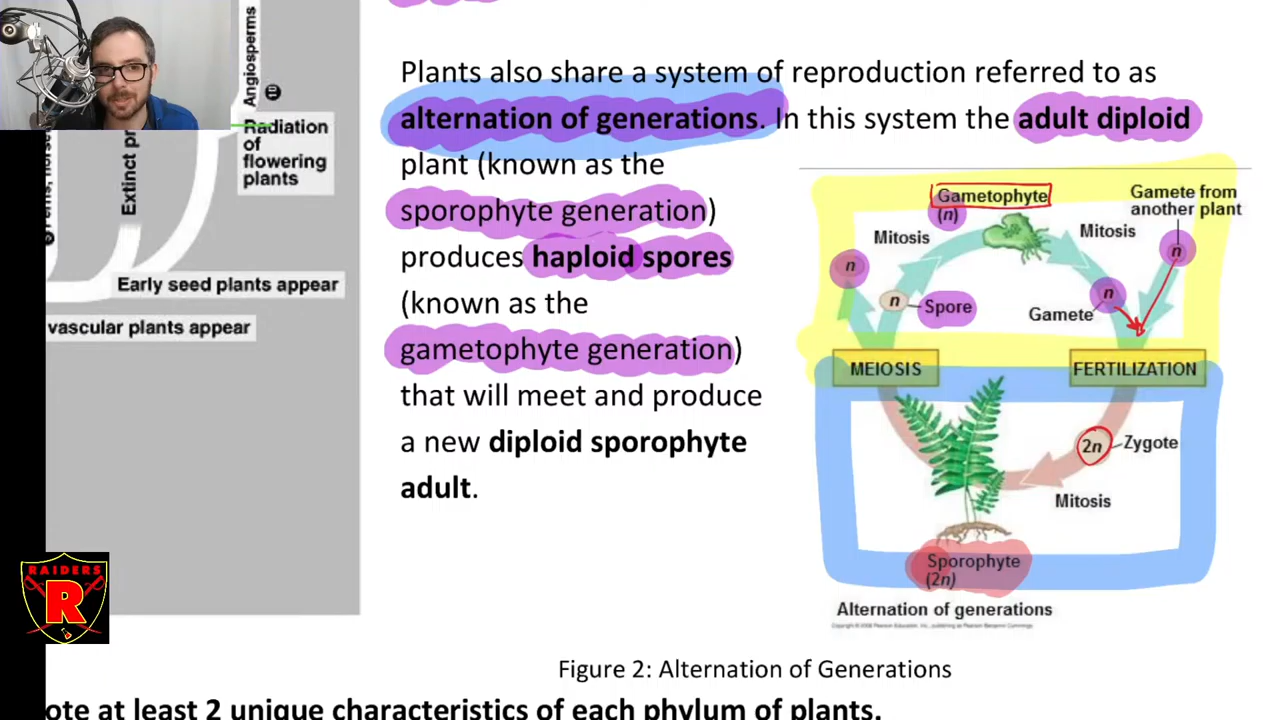 Angiosperms
10
Radiation
of
flowering
plants
Extinct
Early seed plants appear
vascular plants appear
RAIDERS
R
Plants also share a system of reproduction referred to as
alternation of generations. In this system the adult diploid
plant (known as the
sporophyte generation)
produces haploid spores
(known as the
gametophyte generation)
that will meet and produce
a new diploid sporophyte
adult.
Gametophyte
(n)
Gamete from
another plant
Mitosis
Mitosis
n
n
n
Spore
n
Gamete
MEIOSIS
FERTILIZATION
2n
Zygote
Mitosis
Sporophyte
(2n)
Alternation of generations
Figure 2: Alternation of Generations
at least 2 unique characteristics of each phylum of plants.